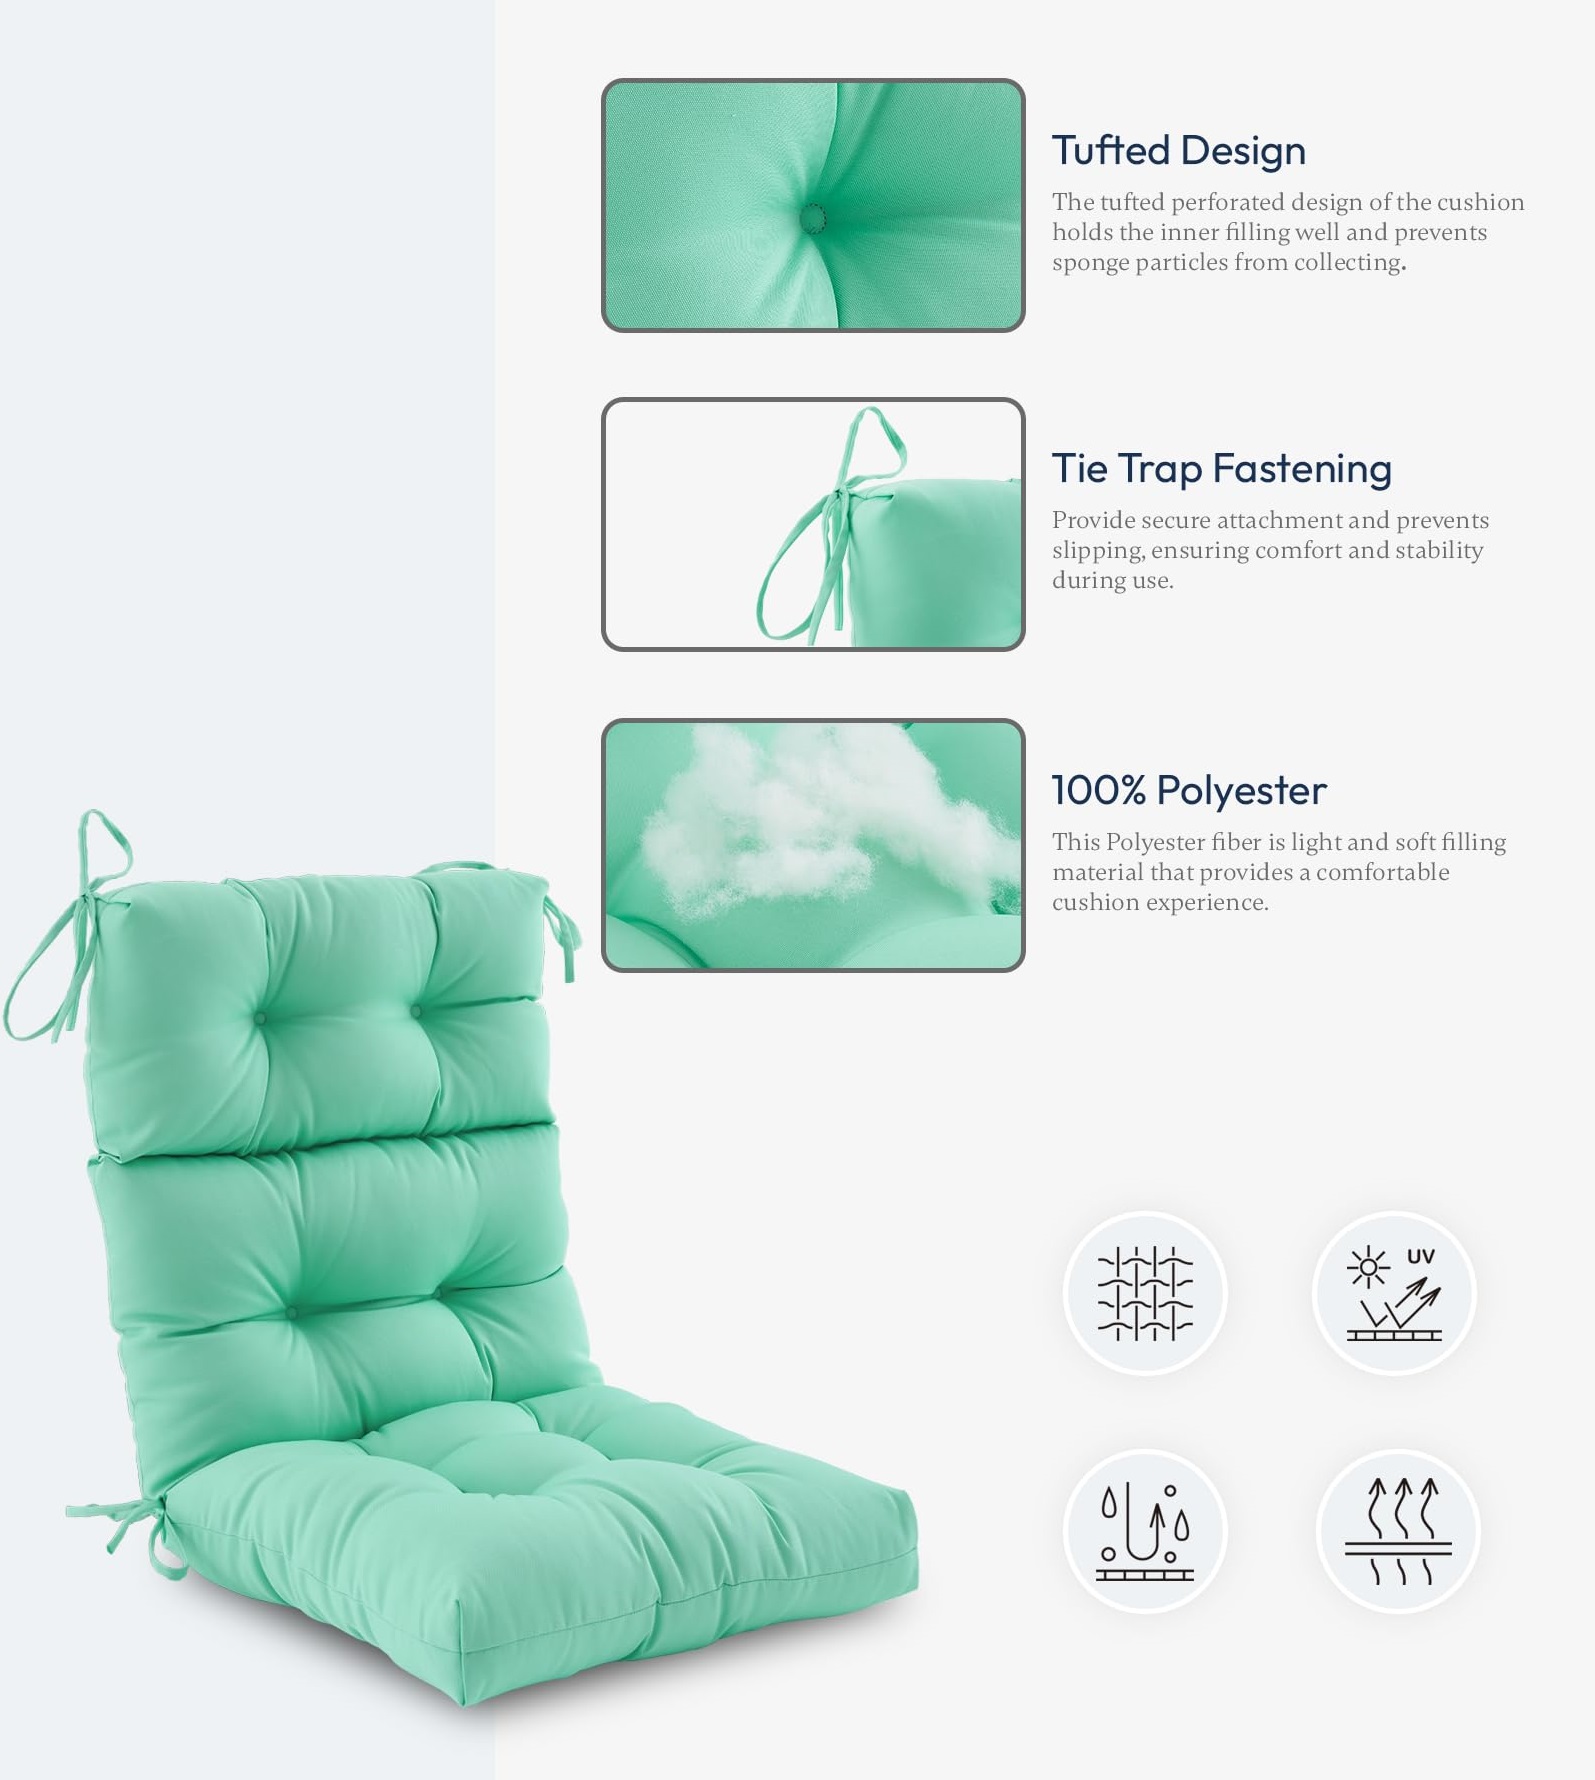 Tufted Design
The tufted perforated design of the cushion
holds the inner filling well and prevents
sponge particles from collecting.
Tie Trap Fastening
Provide secure attachment and prevents
slipping, ensuring comfort and stability
during use.
100% Polyester
This Polyester fiber is light and soft filling
material that provides a comfortable
cushion experience.
UV